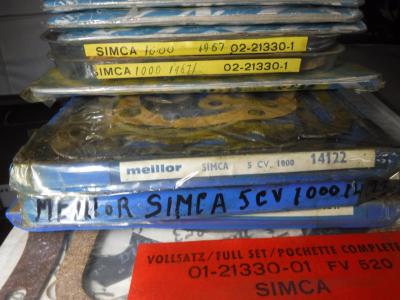 SIMCA 1000 1967 02-21330-1
SIMCA 1000 1967/ 02-21330-1
meillor SIMCA 5 CV. 1000 14122
MEILLOR SIMCA 5CV 1000
VOLLSATZ/FULL SET/POCHETTE COMPLETE
01-21330-01 FV 520
SIMCA